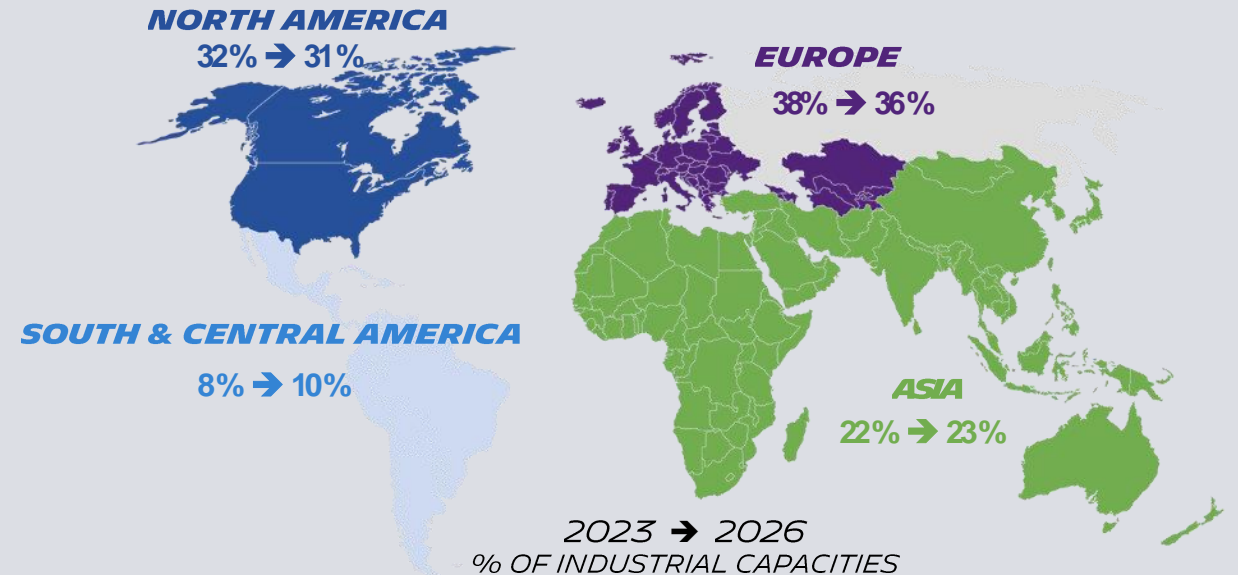 NORTH AMERICA
32% ➔ 31%
EUROPE
38% ➔ 36%
SOUTH & CENTRAL AMERICA
8% ➔ 10%
ASIA
22% ➔ 23%
2023 ➔ 2026
% OF INDUSTRIAL CAPACITIES